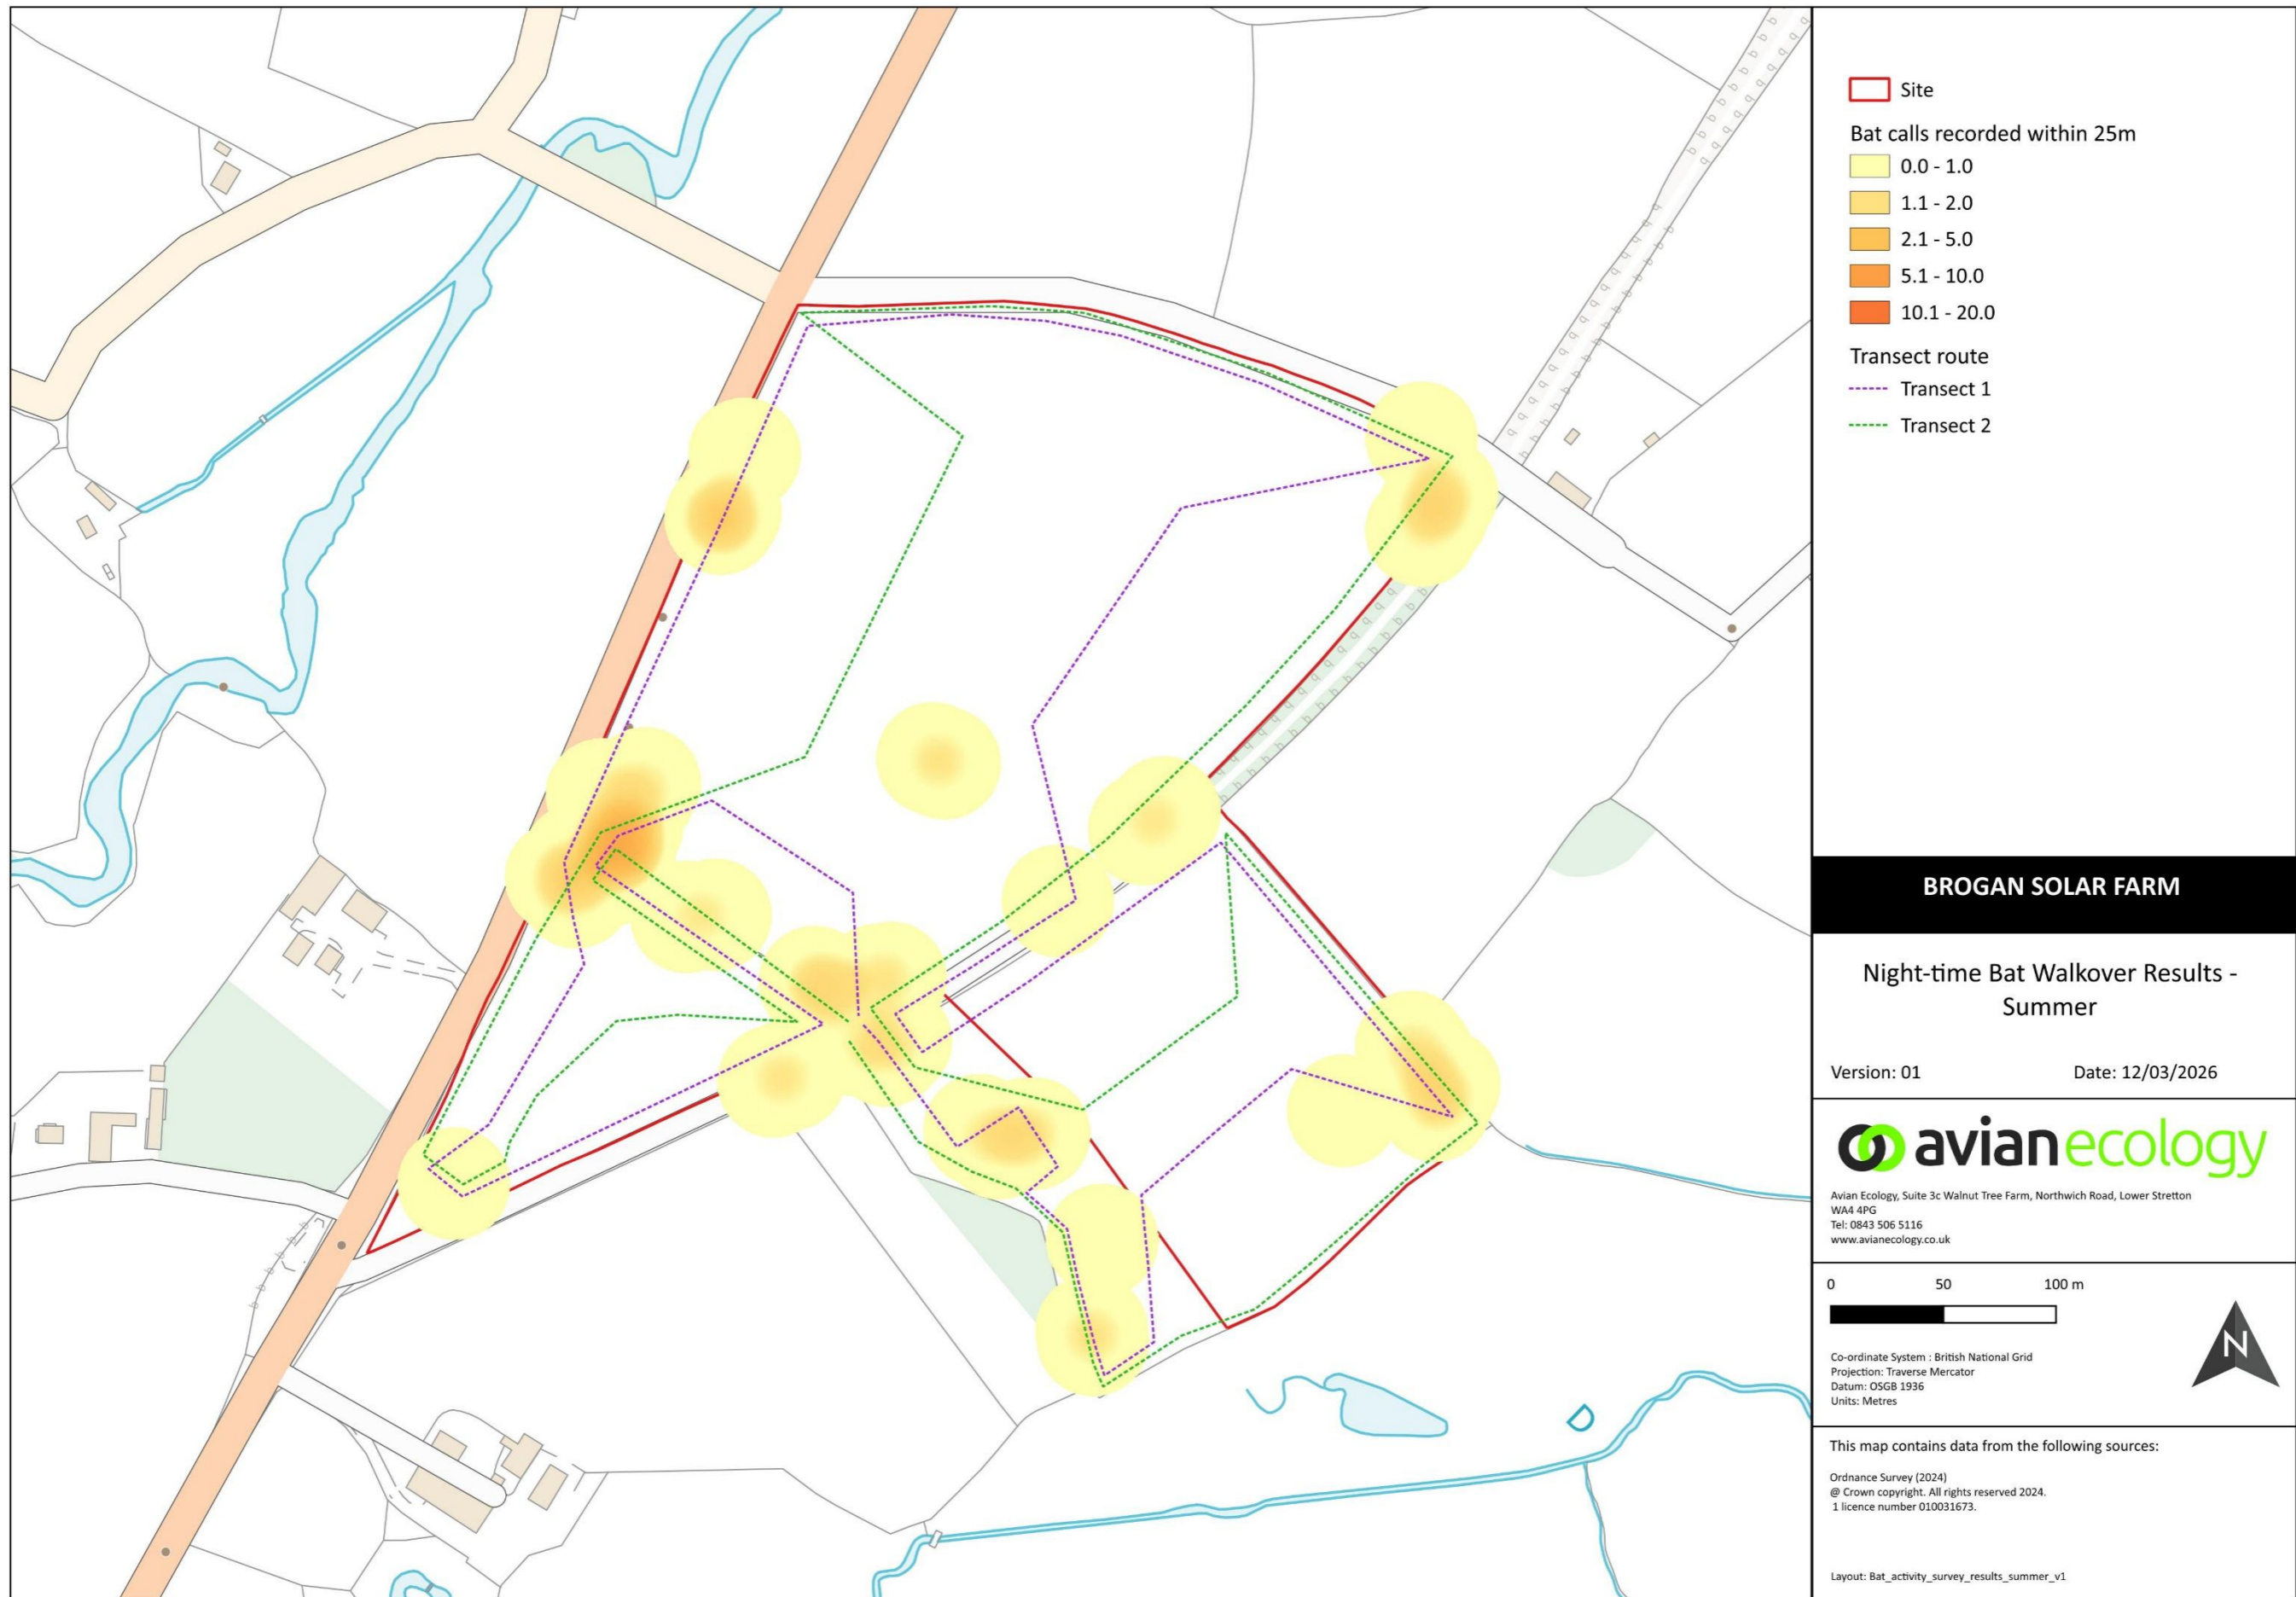 Site
Bat calls recorded within 25m
0.0 - 1.0
1.1 - 2.0
2.1 - 5.0
5.1 - 10.0
10.1 - 20.0
Transect route
Transect 1
Transect 2
BROGAN SOLAR FARM
Night-time Bat Walkover Results -
Summer
Version: 01 Date: 12/03/2026
avianecology
Avian Ecology, Suite 3c Walnut Tree Farm, Northwich Road, Lower Stretton
WA4 4PG
Tel: 0843 506 5116
www.avianecology.co.uk
0 50 100 m
N
Co-ordinate System : British National Grid
Projection: Traverse Mercator
Datum: OSGB 1936
Units: Metres
This map contains data from the following sources:
Ordnance Survey (2024)
@ Crown copyright. All rights reserved 2024.
1 licence number 010031673.
Layout: Bat_activity_survey_results_summer_v1